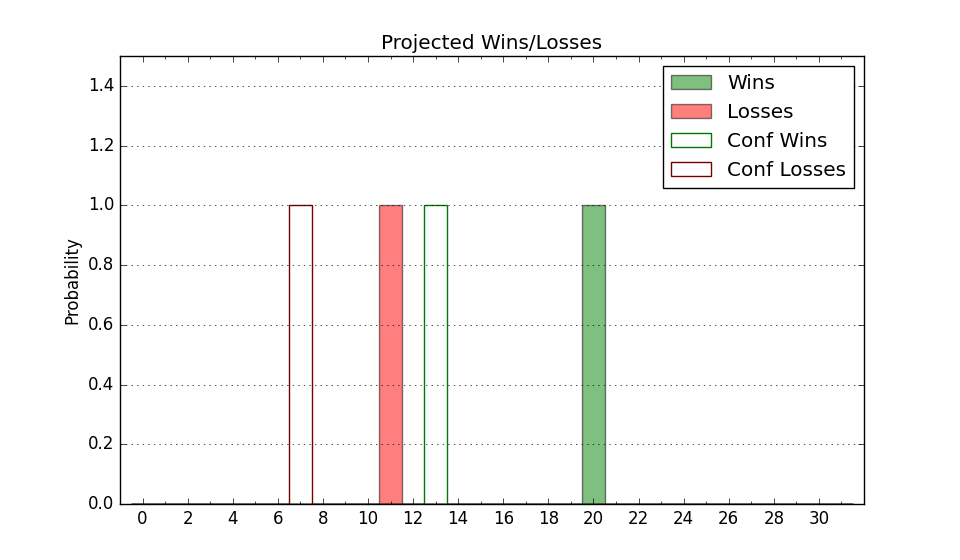 Projected Wins/Losses
Wins
Losses
Conf Wins
Conf Losses
Probability
1.4
1.2
1.0
0.8
0.6
0.4
0.2
0.0
0 2 4 6 8 10 12 14 16 18 20 22 24 26 28 30